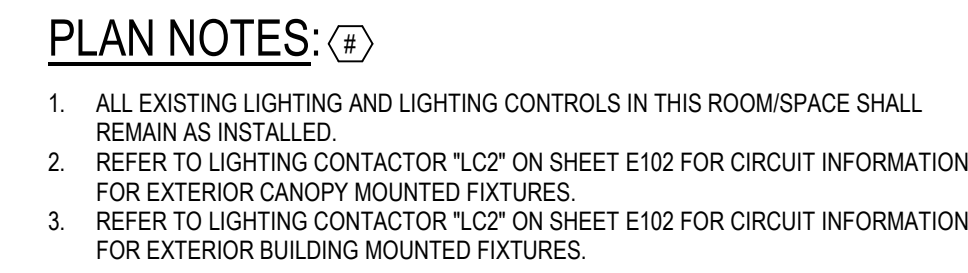 PLAN NOTES: #
1. ALL EXISTING LIGHTING AND LIGHTING CONTROLS IN THIS ROOM/SPACE SHALL
REMAIN AS INSTALLED.
2. REFER TO LIGHTING CONTACTOR "LC2" ON SHEET E102 FOR CIRCUIT INFORMATION
FOR EXTERIOR CANOPY MOUNTED FIXTURES.
3. REFER TO LIGHTING CONTACTOR "LC2" ON SHEET E102 FOR CIRCUIT INFORMATION
FOR EXTERIOR BUILDING MOUNTED FIXTURES.